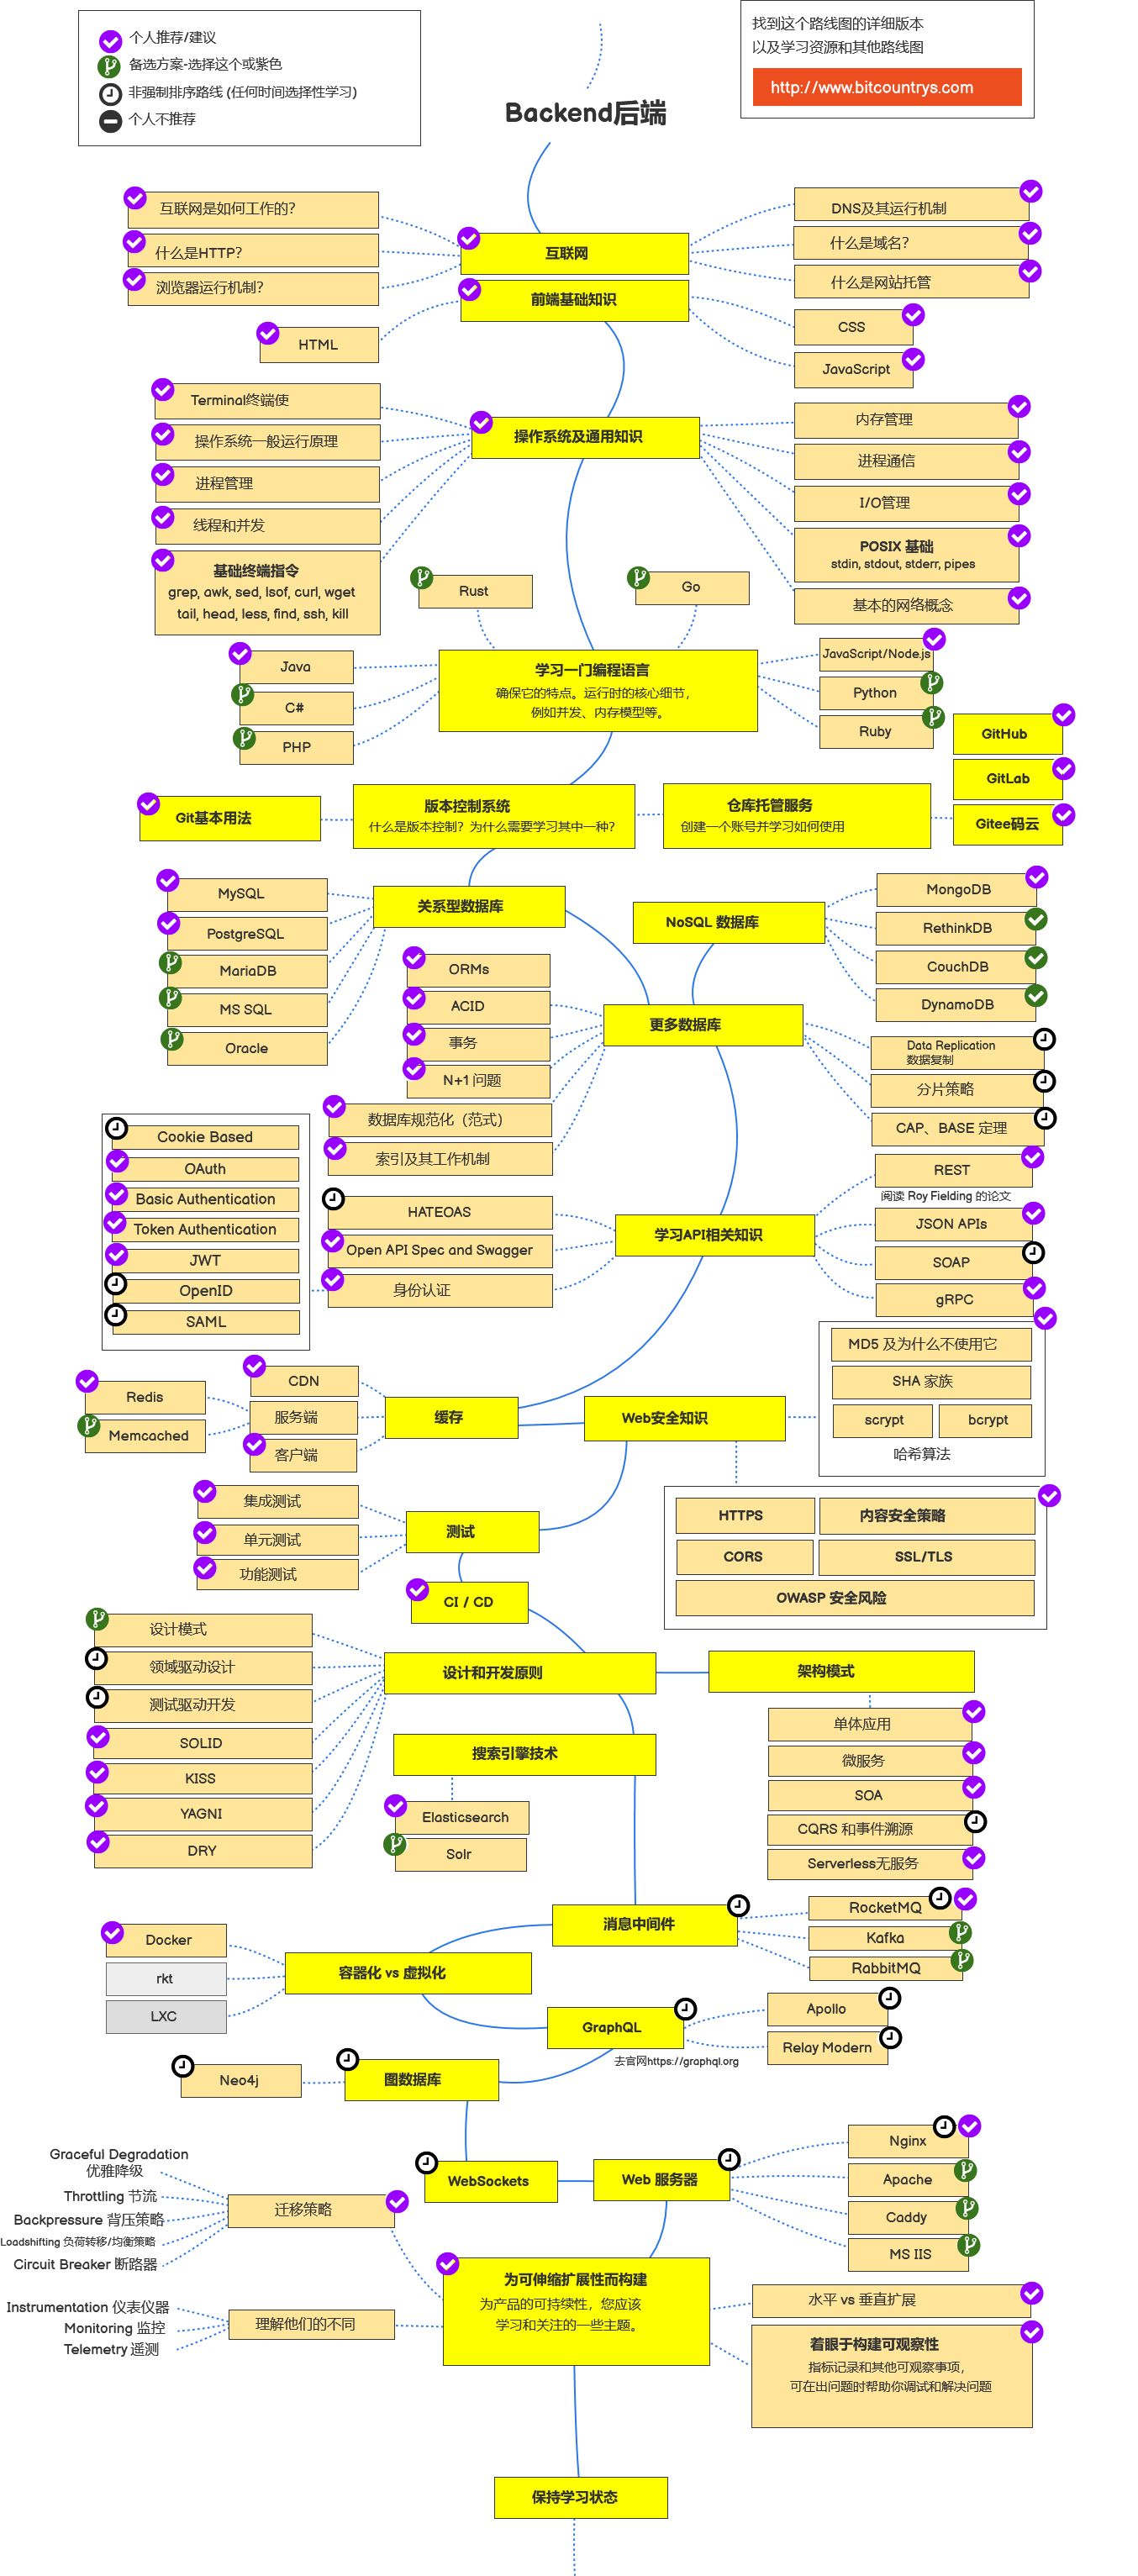 个人推荐/建议
备选方案-选择这个或紫色
非强制排序路线 (任何时间选择性学习)
个人不推荐
找到这个路线图的详细版本
以及学习资源和其他路线图
http://www.bitcountrys.com
Backend后端
互联网是如何工作的？
什么是HTTP？
浏览器运行机制？
互联网
DNS及其运行机制
什么是域名？
什么是网站托管
前端基础知识
HTML
CSS
JavaScript
Terminal终端使
操作系统一般运行原理
进程管理
线程和并发
基础终端指令
grep, awk, sed, lsof, curl, wget
tail, head, less, find, ssh, kill
操作系统及通用知识
内存管理
进程通信
I/O管理
POSIX 基础
stdin, stdout, stderr, pipes
基本的网络概念
Rust
Go
Java
C#
PHP
学习一门编程语言
确保它的特点。运行时的核心细节，
例如并发、内存模型等。
JavaScript/Node.js
Python
Ruby
GitHub
GitLab
Gitee码云
Git基本用法
版本控制系统
什么是版本控制？为什么需要学习其中一种？
仓库托管服务
创建一个账号并学习如何使用
MySQL
PostgreSQL
MariaDB
MS SQL
Oracle
关系型数据库
NoSQL 数据库
MongoDB
RethinkDB
CouchDB
DynamoDB
ORMs
ACID
事务
N+1 问题
数据库规范化（范式）
索引及其工作机制
更多数据库
Data Replication
数据复制
分片策略
CAP、BASE 定理
Cookie Based
OAuth
Basic Authentication
Token Authentication
JWT
OpenID
SAML
HATEOAS
Open API Spec and Swagger
身份认证
学习API相关知识
REST
阅读 Roy Fielding 的论文
JSON APIs
SOAP
gRPC
MD5 及为什么不使用它
SHA 家族
scrypt
bcrypt
哈希算法
Redis
Memcached
CDN
服务端
客户端
缓存
Web安全知识
HTTPS
内容安全策略
CORS
SSL/TLS
OWASP 安全风险
集成测试
单元测试
功能测试
测试
CI / CD
设计模式
领域驱动设计
测试驱动开发
SOLID
KISS
YAGNI
DRY
设计和开发原则
架构模式
单体应用
微服务
SOA
CQRS 和事件溯源
Serverless无服务
搜索引擎技术
Elasticsearch
Solr
消息中间件
RocketMQ
Kafka
RabbitMQ
Docker
rkt
LXC
容器化 vs 虚拟化
GraphQL
去官网https://graphql.org
Apollo
Relay Modern
Neo4j
图数据库
WebSockets
Web 服务器
Nginx
Apache
Caddy
MS IIS
Graceful Degradation
优雅降级
Throttling 节流
Backpressure 背压策略
Loadshifting 负荷转移/均衡策略
Circuit Breaker 断路器
迁移策略
Instrumentation 仪表仪器
Monitoring 监控
Telemetry 遥测
理解他们的不同
为可伸缩扩展性而构建
为产品的可持续性，您应该
学习和关注的一些主题。
水平 vs 垂直扩展
着眼于构建可观察性
指标记录和其他可观察事项，
可在出问题时帮助你调试和解决问题
保持学习状态